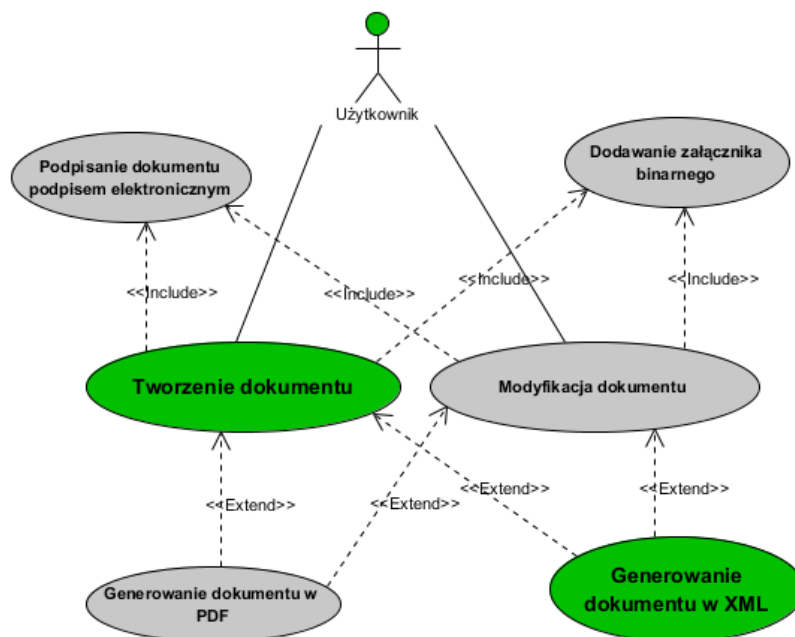 Użytkownik
Podpisanie dokumentu
podpisem elektronicznym
Dodawanie załącznika
binarnego
<<Include>>
<<Include>>
<<Include>>
<<Include>>
Tworzenie dokumentu
Modyfikacja dokumentu
<<Extend>>
<<Extend>>
<<Extend>>
<<Extend>>
Generowanie dokumentu w
PDF
Generowanie
dokumentu w XML